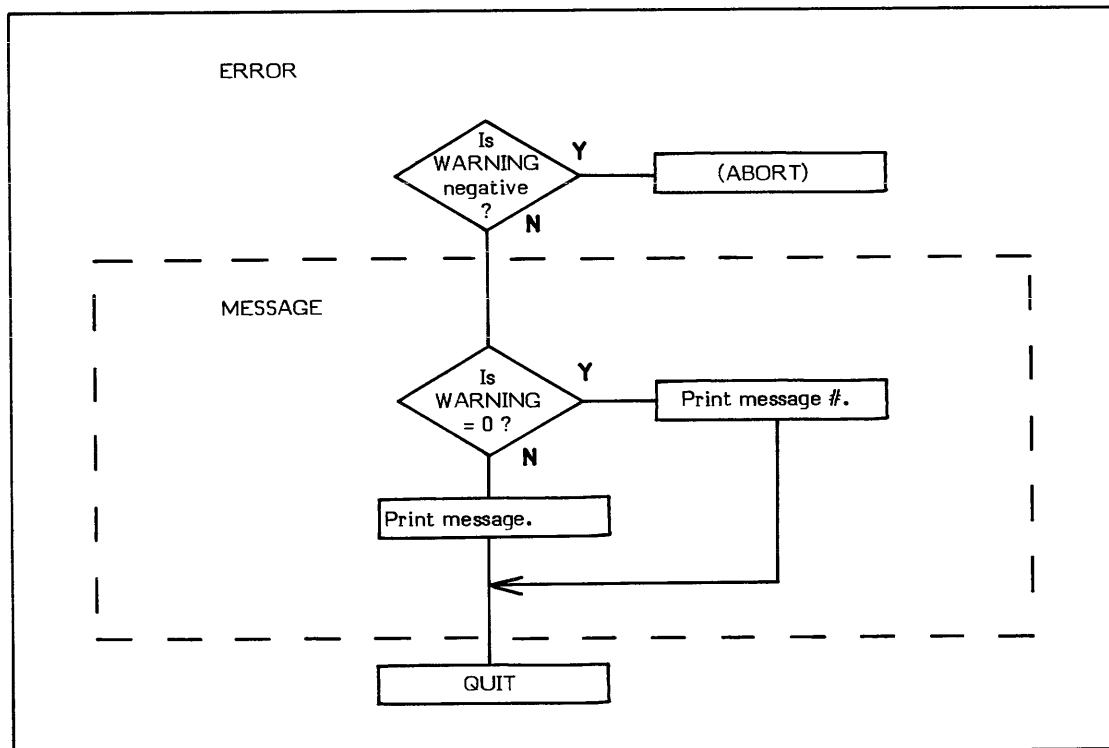 ERROR
Is
WARNING
negative
?
Y
(ABORT)
N
MESSAGE
Is
WARNING
= 0 ?
Y
Print message #.
N
Print message.
QUIT